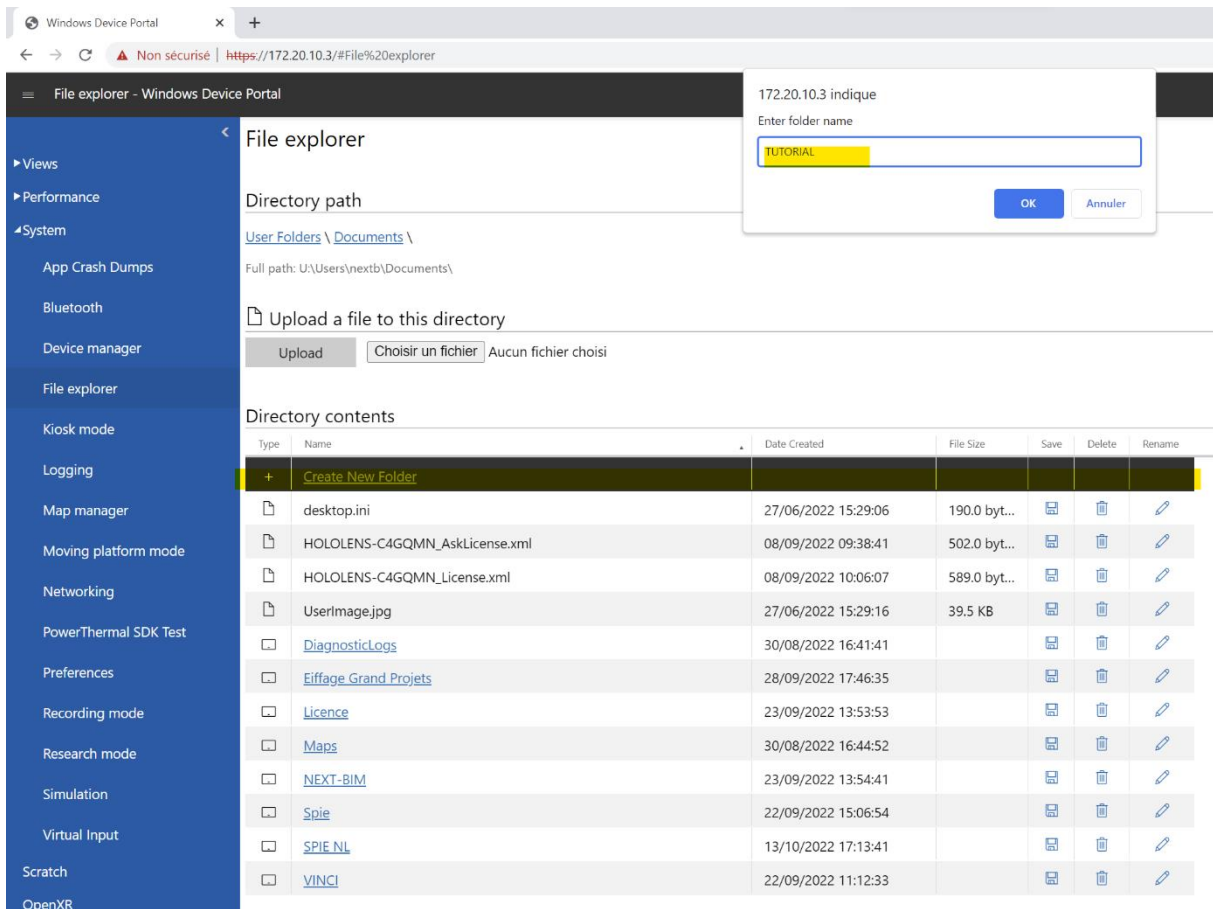 Windows Device Portal
Non sécurisé | https://172.20.10.3/#File%20explorer
File explorer - Windows Device Portal
172.20.10.3 indique
Enter folder name
TUTORIAL
OK Annuler
Views
Performance
System
App Crash Dumps
Bluetooth
Device manager
File explorer
Kiosk mode
Logging
Map manager
Moving platform mode
Networking
PowerThermal SDK Test
Preferences
Recording mode
Research mode
Simulation
Virtual Input
Scratch
OpenXR
File explorer
Directory path
User Folders \ Documents \
Full path: U:\Users\nextb\Documents\
Upload a file to this directory
Upload Choisir un fichier Aucun fichier choisi
Directory contents
Type Name Date Created File Size Save Delete Rename
+ Create New Folder
desktop.ini 27/06/2022 15:29:06 190.0 byt...
HOLOLENS-C4GQMN_AskLicense.xml 08/09/2022 09:38:41 502.0 byt...
HOLOLENS-C4GQMN_License.xml 08/09/2022 10:06:07 589.0 byt...
UserImage.jpg 27/06/2022 15:29:16 39.5 KB
DiagnosticLogs 30/08/2022 16:41:41
Eiffage Grand Projets 28/09/2022 17:46:35
Licence 23/09/2022 13:53:53
Maps 30/08/2022 16:44:52
NEXT-BIM 23/09/2022 13:54:41
Spie 22/09/2022 15:06:54
SPIE NL 13/10/2022 17:13:41
VINCI 22/09/2022 11:12:33